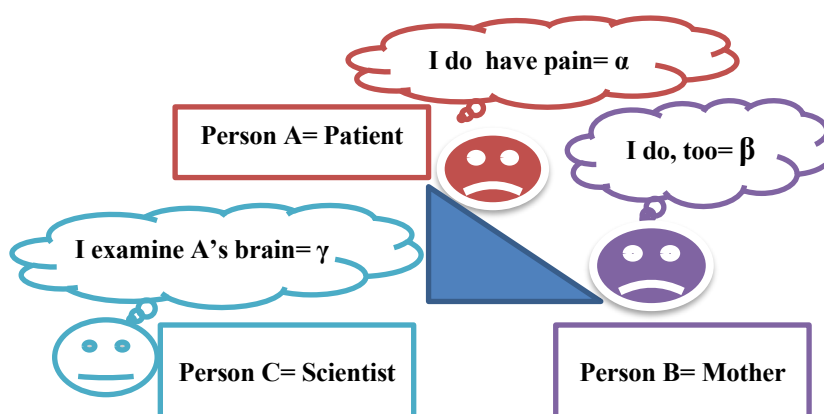 I do  have pain= α
Person A= Patient
I do, too= β
I examine A’s brain= γ
Person C= Scientist
Person B= Mother